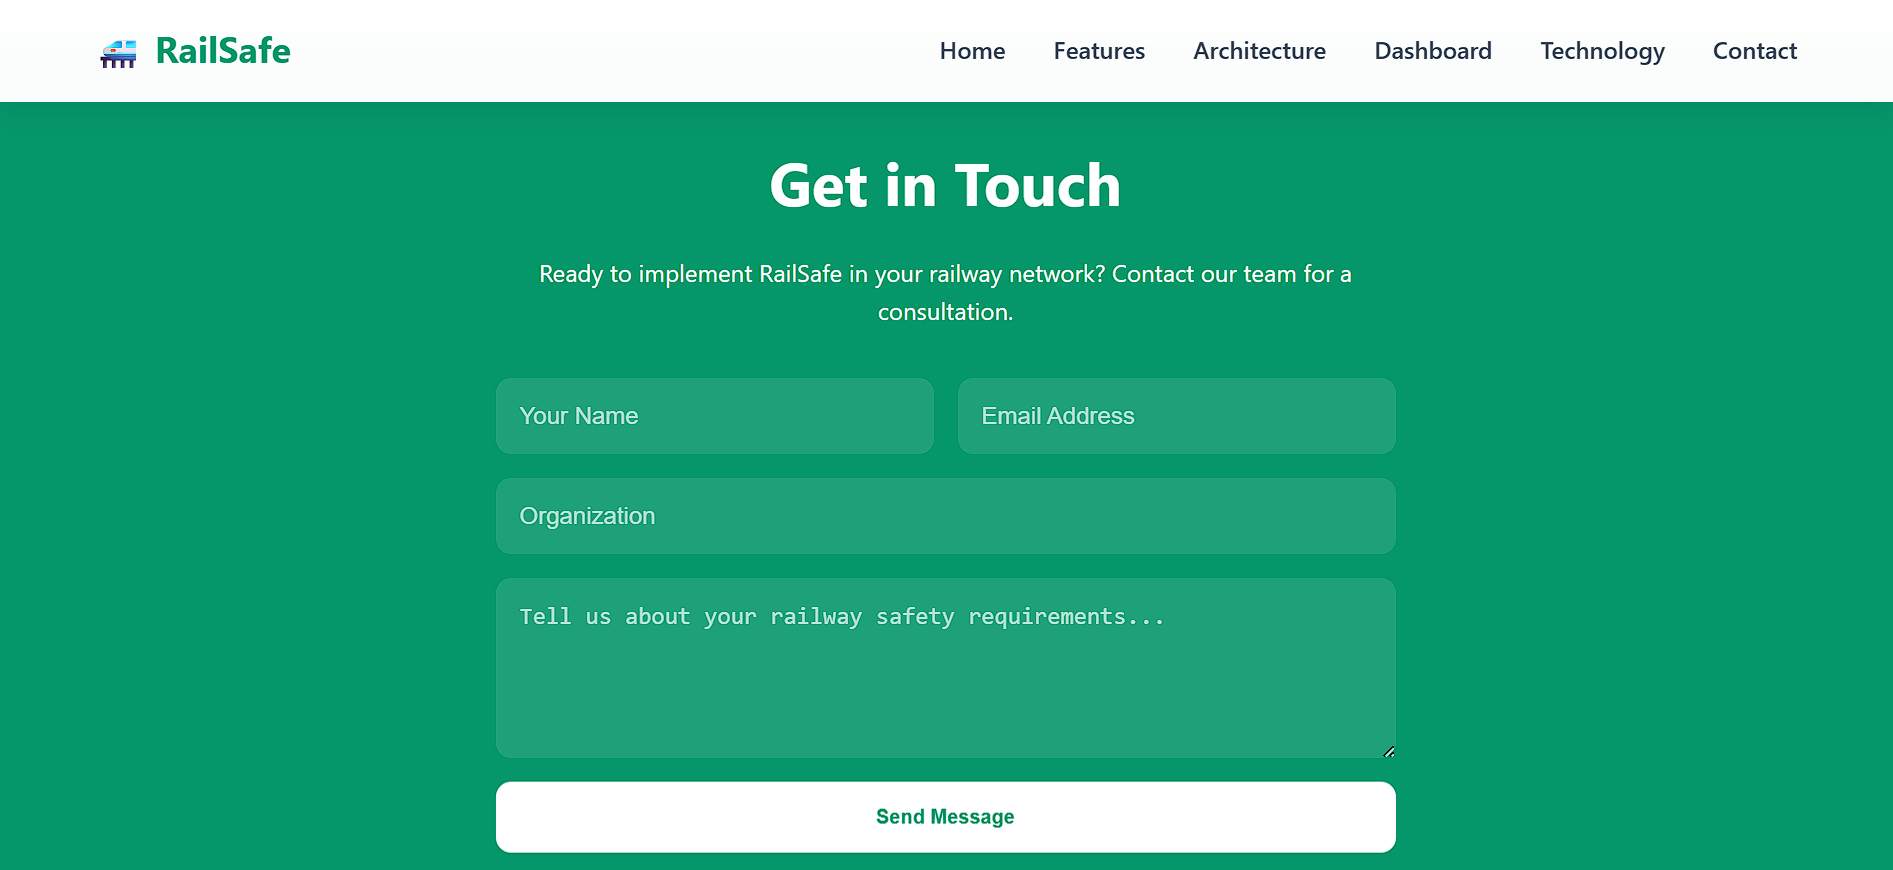 RailSafe
Home
Features
Architecture
Dashboard
Technology
Contact
Get in Touch
Ready to implement RailSafe in your railway network? Contact our team for a
consultation.
Your Name
Email Address
Organization
Tell us about your railway safety requirements...
Send Message